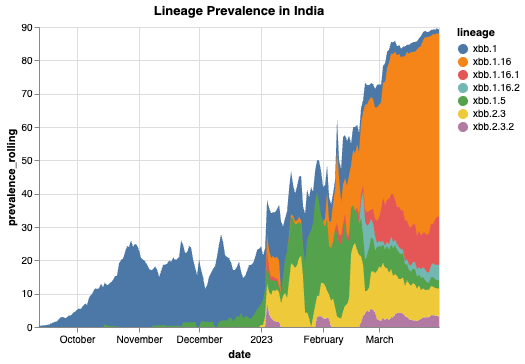 Lineage Prevalence in India
prevalence_rolling
90
80
70
60
50
40
30
20
10
0
October November December 2023 February March
date
lineage
xbb.1
xbb.1.16
xbb.1.16.1
xbb.1.16.2
xbb.1.5
xbb.2.3
xbb.2.3.2